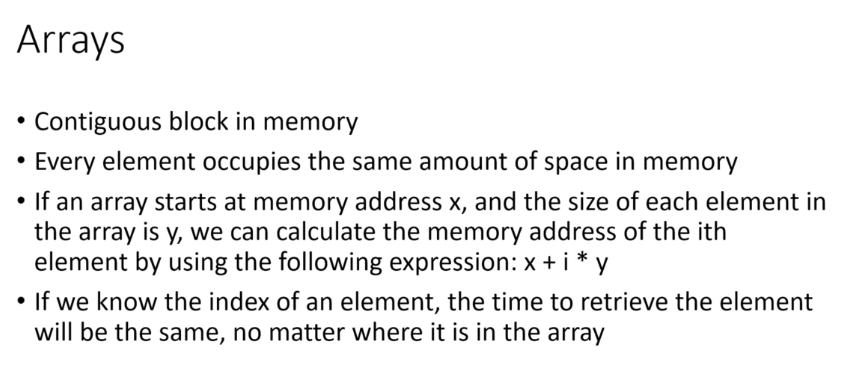 Arrays
• Contiguous block in memory
• Every element occupies the same amount of space in memory
• If an array starts at memory address x, and the size of each element in
the array is y, we can calculate the memory address of the ith
element by using the following expression: x + i * y
• If we know the index of an element, the time to retrieve the element
will be the same, no matter where it is in the array